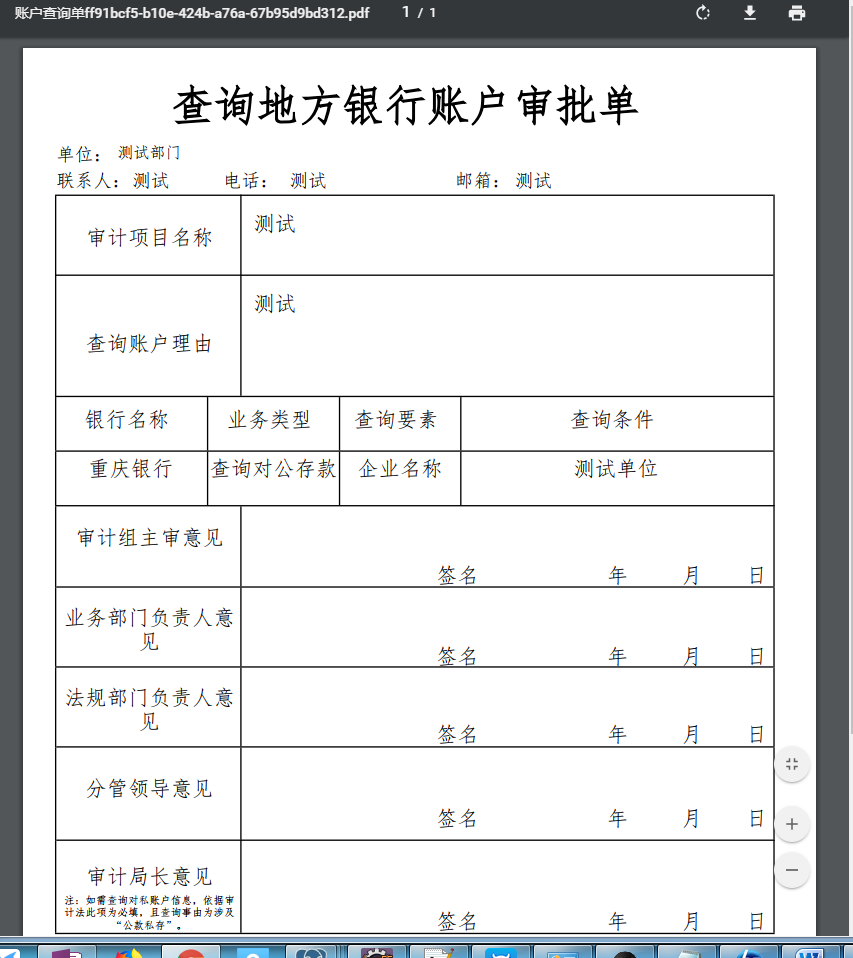 账户查询单ff91bcf5-b10e-424b-a76a-67b95d9bd312.pdf 1 / 1
查询地方银行账户审批单
单位： 测试部门
联系人： 测试 电话： 测试 邮箱： 测试
审计项目名称 测试
查询账户理由 测试
银行名称 业务类型 查询要素 查询条件
重庆银行 查询对公存款 企业名称 测试单位
审计组主审意见
签名 年 月 日
业务部门负责人意
见
签名 年 月 日
法规部门负责人意
见
签名 年 月 日
分管领导意见
签名 年 月 日
审计局长意见
注：如需查询对私账户信息，依据审
计法此项为必填，且查询事由为涉及
“公款私存”。
签名 年 月 日